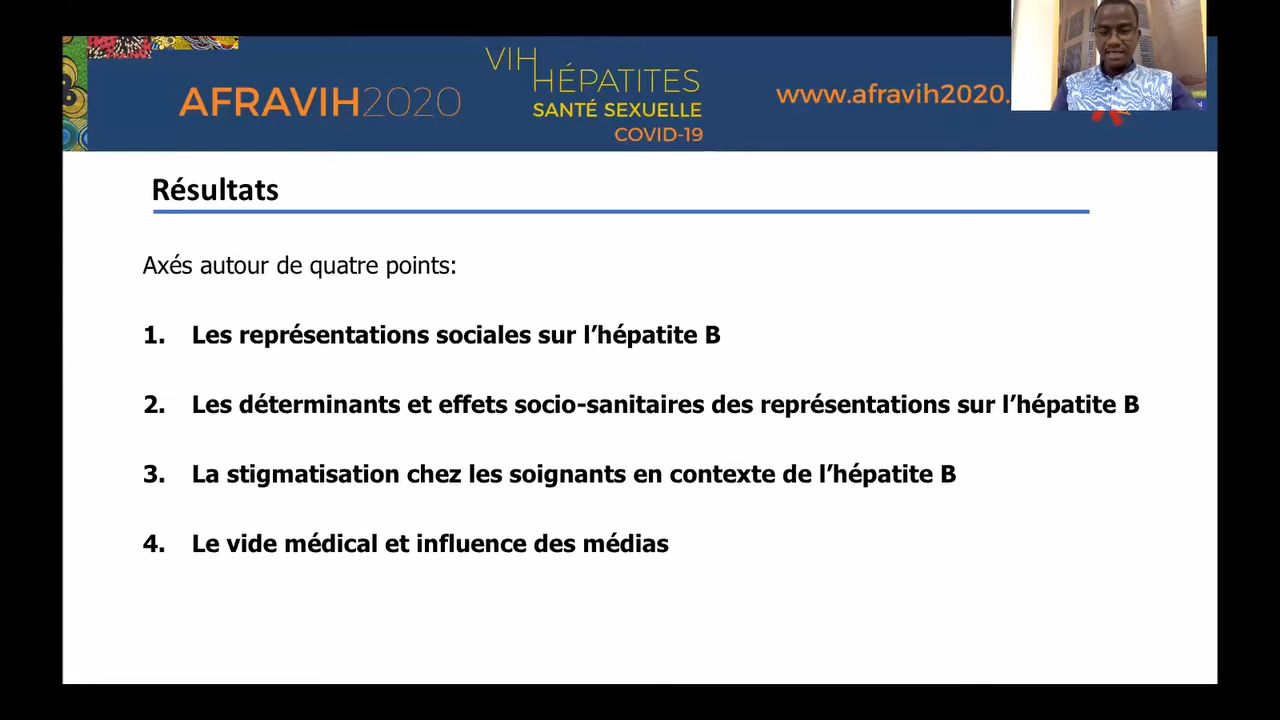 AFRAVIH2020
VIH
HÉPATITES
SANTÉ SEXUELLE
COVID-19
www.afravih2020.
Résultats
Axés autour de quatre points:
1. Les représentations sociales sur l’hépatite B
2. Les déterminants et effets socio-sanitaires des représentations sur l’hépatite B
3. La stigmatisation chez les soignants en contexte de l’hépatite B
4. Le vide médical et influence des médias